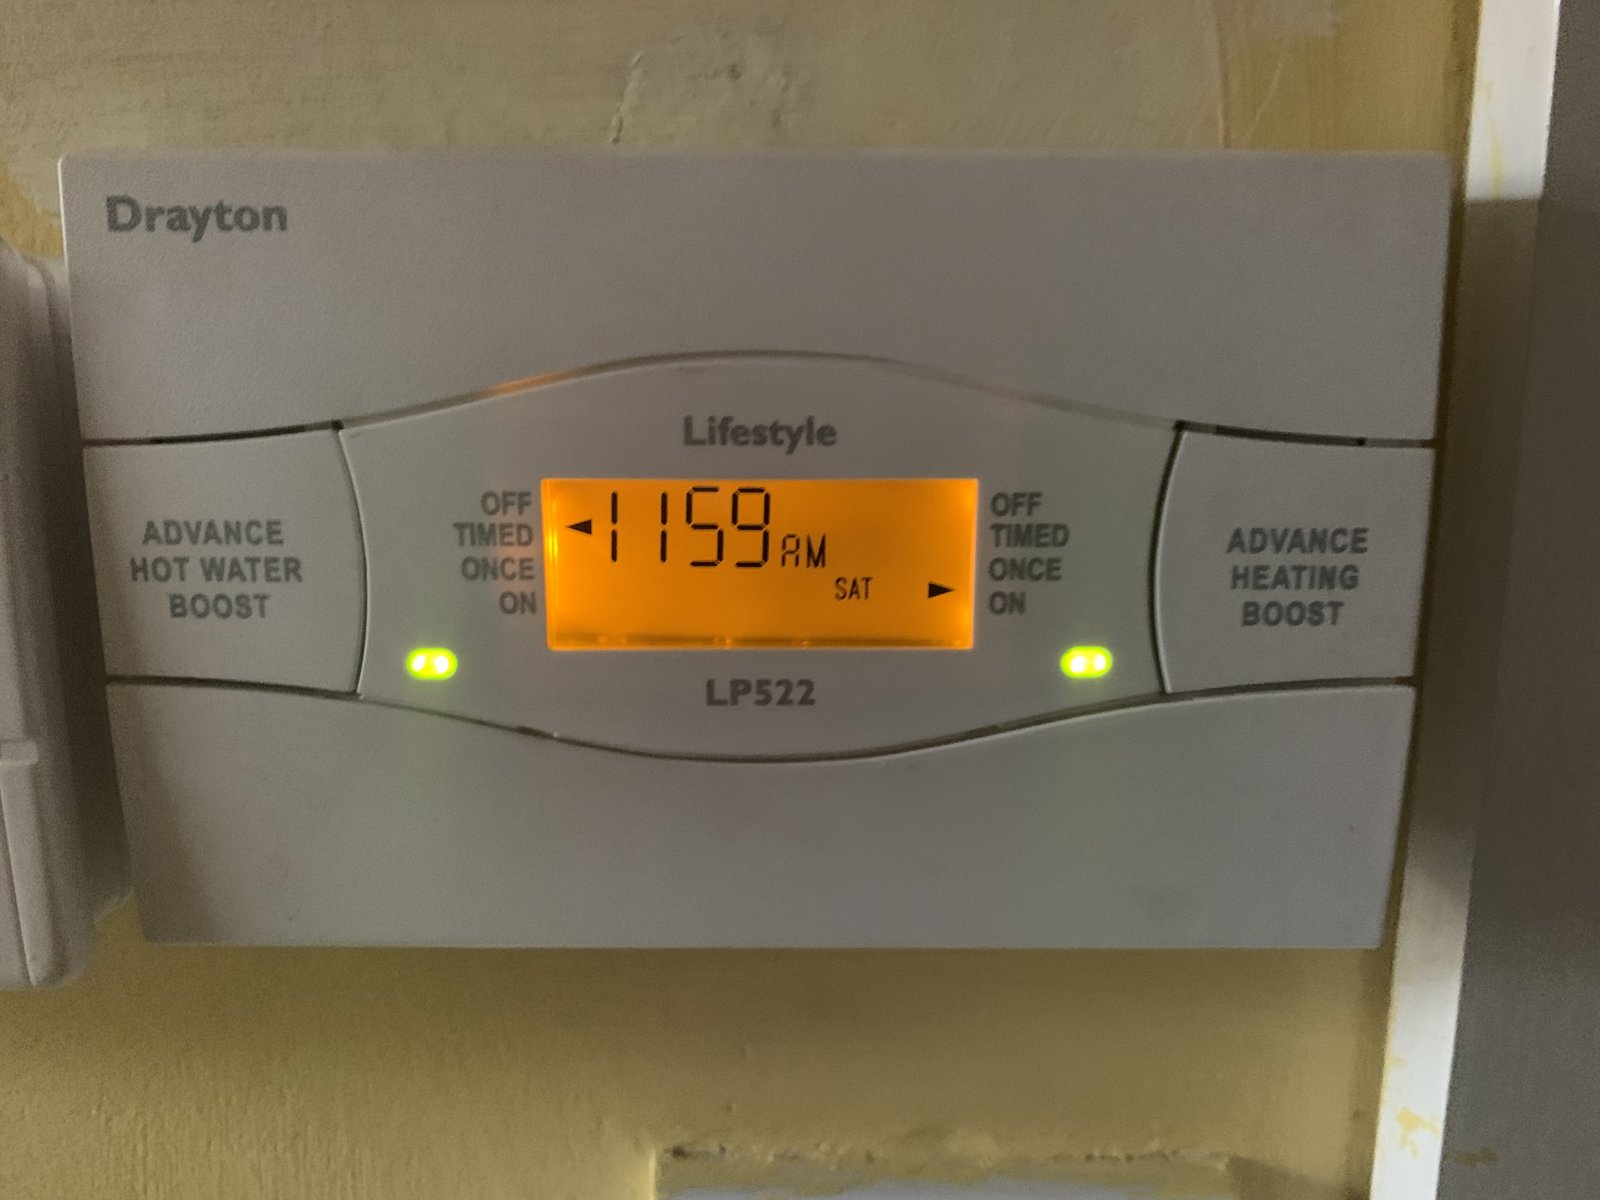 Drayton
Lifestyle
ADVANCE
HOT WATER
BOOST
OFF
TIMED
ONCE
ON
1159AM
SAT
OFF
TIMED
ONCE
ON
ADVANCE
HEATING
BOOST
LP522